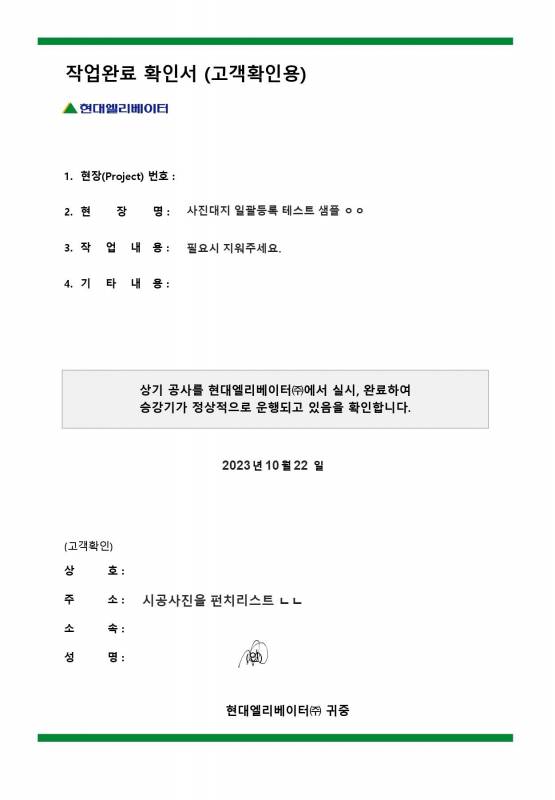 작업완료 확인서 (고객확인용)
현대엘리베이터
1. 현장(Project) 번호 :
2. 현 장 명 : 사진대지 일괄등록 테스트 샘플 ㅇㅇ
3. 작 업 내 용 : 필요시 지워주세요.
4. 기 타 내 용 :
상기 공사를 현대엘리베이터㈜에서 실시, 완료하여
승강기가 정상적으로 운행되고 있음을 확인합니다.
2023년 10월 22 일
(고객확인)
상 호 :
주 소 : 시공사진을 펀치리스트 ㄴㄴ
소 속 :
성 명 : (인)
현대엘리베이터㈜ 귀중